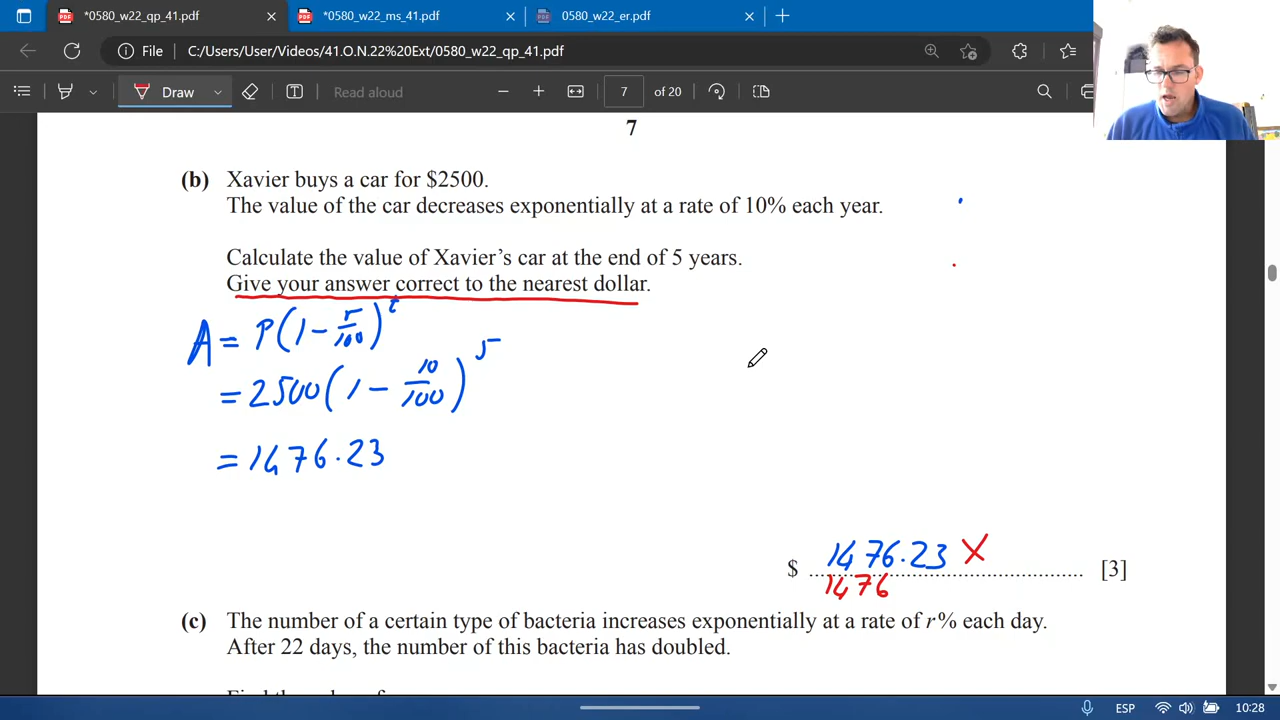 *0580_w22_qp_41.pdf
*0580_w22_ms_41.pdf
0580_w22_er.pdf
File
C:/Users/User/Videos/41.O.N.22%20Ext/0580_w22_qp_41.pdf
Draw
Read aloud
7
of 20
7
(b) Xavier buys a car for $2500.
The value of the car decreases exponentially at a rate of 10% each year.
Calculate the value of Xavier's car at the end of 5 years.
Give your answer correct to the nearest dollar.
A = P(1 - r/100)^t
= 2500(1 - 10/100)^5
= 1476.23
$ 1476.23 X
1476
[3]
(c) The number of a certain type of bacteria increases exponentially at a rate of r% each day.
After 22 days, the number of this bacteria has doubled.
ESP
10:28